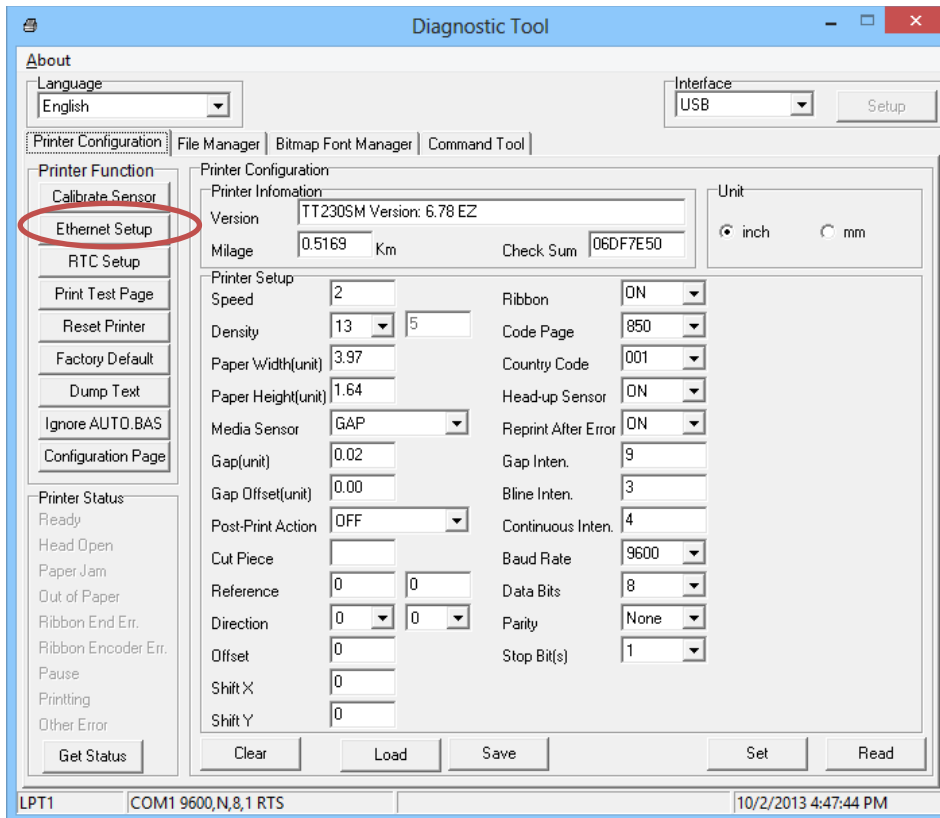 Diagnostic Tool
About
Language
English
Interface
USB
Setup
Printer Configuration File Manager Bitmap Font Manager Command Tool
Printer Function
Calibrate Sensor
Ethernet Setup
RTC Setup
Print Test Page
Reset Printer
Factory Default
Dump Text
Ignore AUTO.BAS
Configuration Page
Printer Status
Ready
Head Open
Paper Jam
Out of Paper
Ribbon End Err.
Ribbon Encoder Err.
Pause
Printting
Other Error
Get Status
Printer Configuration
Printer Infomation
Version TT230SM Version: 6.78 EZ
Milage 0.5169 Km Check Sum 06DF7E50
Unit
inch mm
Printer Setup
Speed 2
Density 13 5
Paper Width(unit) 3.97
Paper Height(unit) 1.64
Media Sensor GAP
Gap(unit) 0.02
Gap Offset(unit) 0.00
Post-Print Action OFF
Cut Piece
Reference 0 0
Direction 0 0
Offset 0
Shift X 0
Shift Y 0
Ribbon ON
Code Page 850
Country Code 001
Head-up Sensor ON
Reprint After Error ON
Gap Inten. 9
Bline Inten. 3
Continuous Inten. 4
Baud Rate 9600
Data Bits 8
Parity None
Stop Bit(s) 1
Clear Load Save Set Read
LPT1 COM1 9600,N,8,1 RTS 10/2/2013 4:47:44 PM